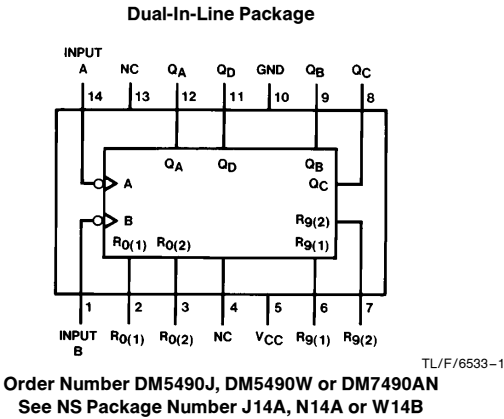 Dual-In-Line Package
INPUT
A NC QA QD GND QB QC
14 13 12 11 10 9 8
QA QD QB
QC
A
B R9(2)
R0(1) R0(2) R9(1)
1 2 3 4 5 6 7
INPUT
B R0(1) R0(2) NC VCC R9(1) R9(2)
TL/F/6533–1
Order Number DM5490J, DM5490W or DM7490AN
See NS Package Number J14A, N14A or W14B